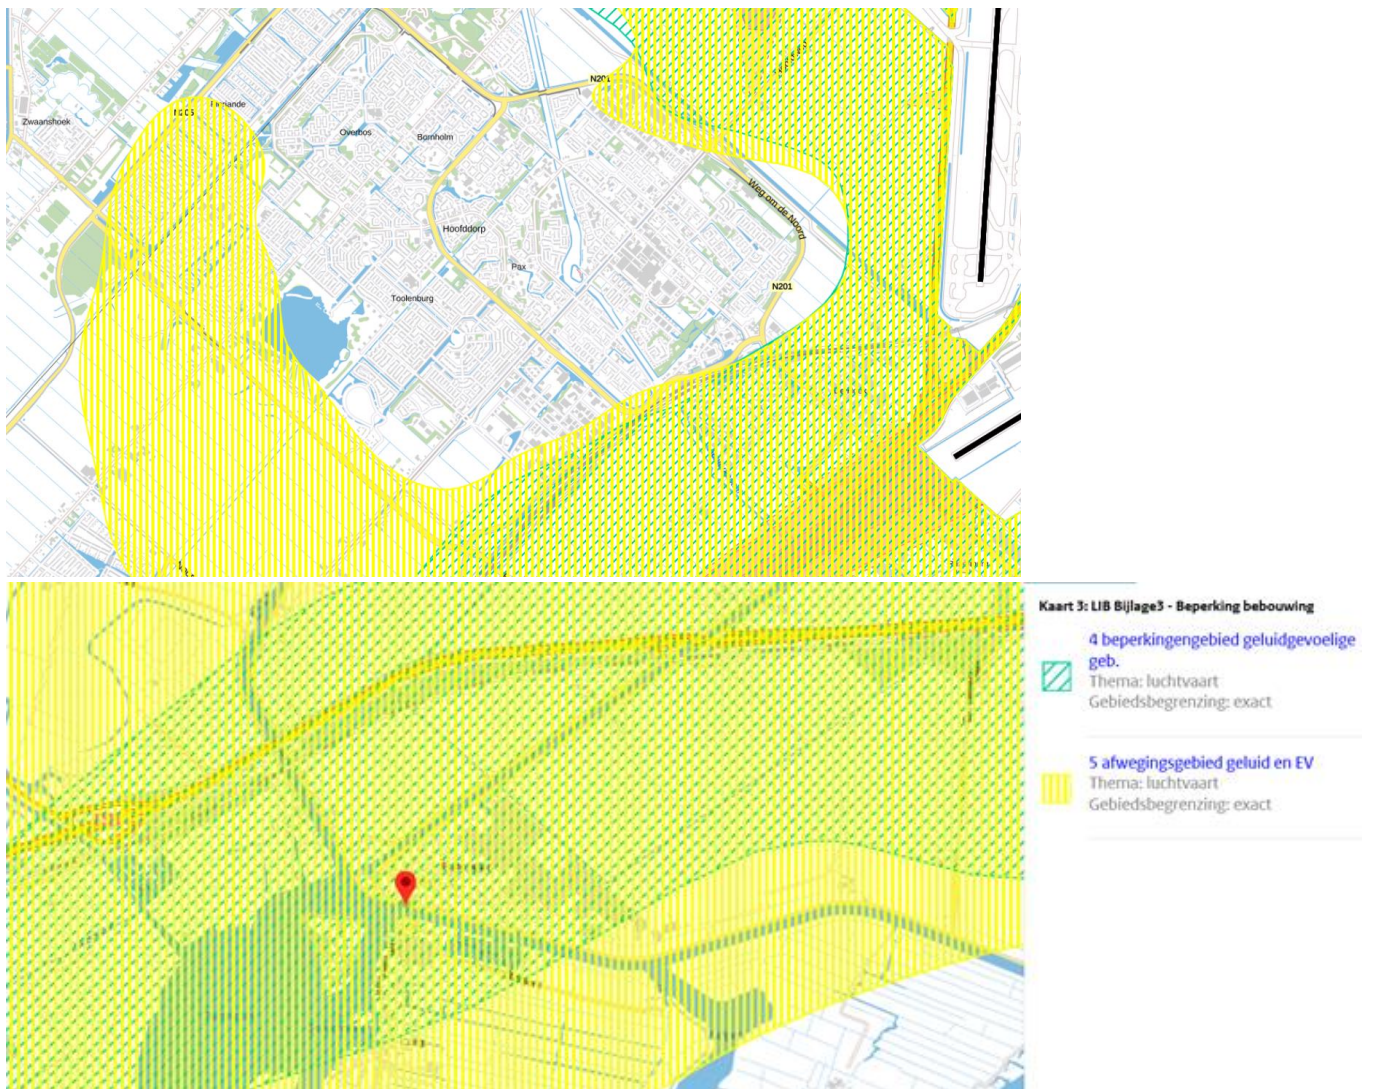 N201
N205
Zwaanshoek
Overbos
Bornholm
Weg om de Noord
Hoofddorp
Pax
N201
Toolenburg
Kaart 3: LIB Bijlage3 - Beperking bebouwing
4 beperkingengebied geluidgevoelige
geb.
Thema: luchtvaart
Gebiedsbegrenzing: exact
5 afwegingsgebied geluid en EV
Thema: luchtvaart
Gebiedsbegrenzing: exact